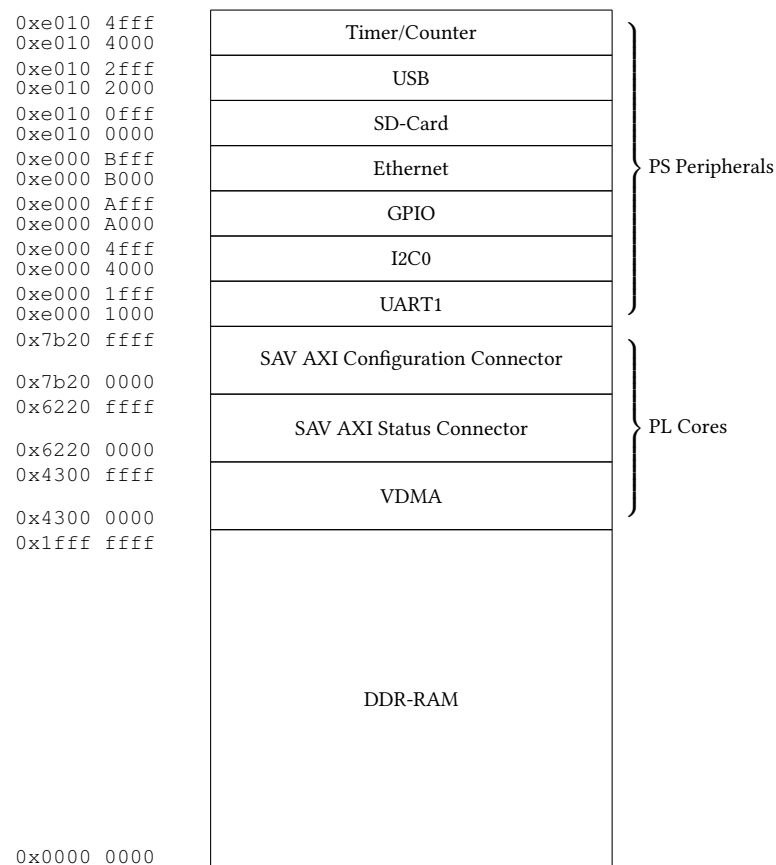 0xe010 4fff
Timer/Counter
0xe010 4000
0xe010 2fff
USB
0xe010 2000
0xe010 0fff
SD-Card
0xe010 0000
0xe000 Bfff
Ethernet
PS Peripherals
0xe000 B000
0xe000 Afff
GPIO
0xe000 A000
0xe000 4fff
I2C0
0xe000 4000
0xe000 1fff
UART1
0xe000 1000
0x7b20 ffff
SAV AXI Configuration Connector
0x7b20 0000
0x6220 ffff
SAV AXI Status Connector
PL Cores
0x6220 0000
0x4300 ffff
VDMA
0x4300 0000
0x1fff ffff
DDR-RAM
0x0000 0000